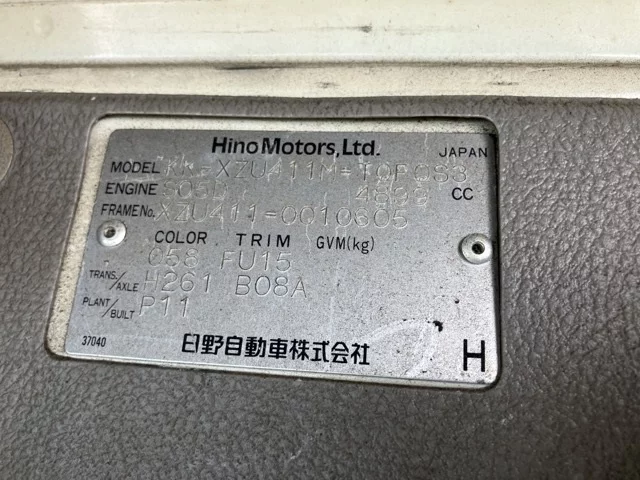 Hino Motors, Ltd.
JAPAN
MODEL KK-XZU411M-TQPQS3
ENGINE S05D 4899 CC
FRAME No. XZU411-0010605
COLOR TRIM GVM(kg)
058 FU15
TRANS./AXLE H261 B08A
PLANT/BUILT P11
37040 日野自動車株式会社 H